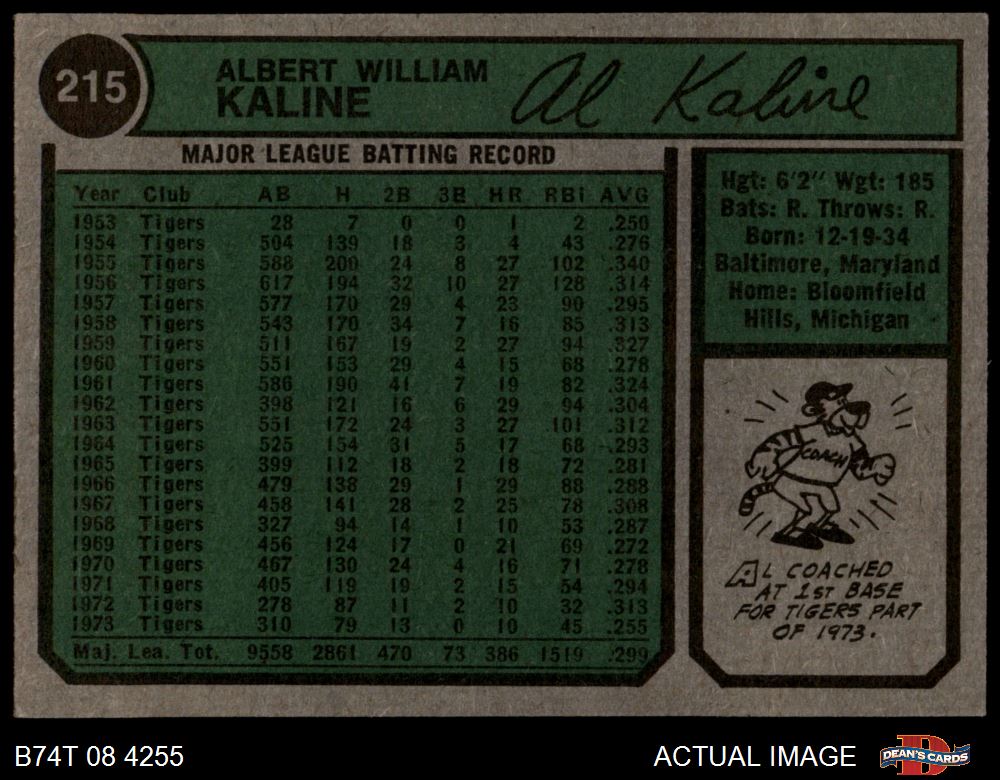 215
ALBERT WILLIAM
KALINE
Al Kaline
MAJOR LEAGUE BATTING RECORD
Year Club AB H 2B 3B HR RBI AVG
1953 Tigers 28 7 0 0 1 2 .250
1954 Tigers 504 139 18 3 4 43 .276
1955 Tigers 588 200 24 8 27 102 .340
1956 Tigers 617 194 32 10 27 128 .314
1957 Tigers 577 170 29 4 23 90 .295
1958 Tigers 543 170 34 7 16 85 .313
1959 Tigers 511 167 19 2 27 94 .327
1960 Tigers 551 153 29 4 15 68 .278
1961 Tigers 586 190 41 7 19 82 .324
1962 Tigers 398 121 16 6 29 94 .304
1963 Tigers 551 172 24 3 27 101 .312
1964 Tigers 525 154 31 5 17 68 .293
1965 Tigers 399 112 18 2 18 72 .281
1966 Tigers 479 138 29 1 29 88 .288
1967 Tigers 458 141 28 2 25 78 .308
1968 Tigers 327 94 14 1 10 53 .287
1969 Tigers 456 124 17 0 21 69 .272
1970 Tigers 467 130 24 4 16 71 .278
1971 Tigers 405 119 19 2 15 54 .294
1972 Tigers 278 87 11 2 10 32 .313
1973 Tigers 310 79 13 0 10 45 .255
Maj. Lea. Tot. 9558 2861 470 73 386 1519 .299
Hgt: 6'2" Wgt: 185
Bats: R. Throws: R.
Born: 12-19-34
Baltimore, Maryland
Home: Bloomfield
Hills, Michigan
COACH
AL COACHED
AT 1ST BASE
FOR TIGERS PART
OF 1973.
B74T 08 4255
ACTUAL IMAGE
DEAN'S CARDS